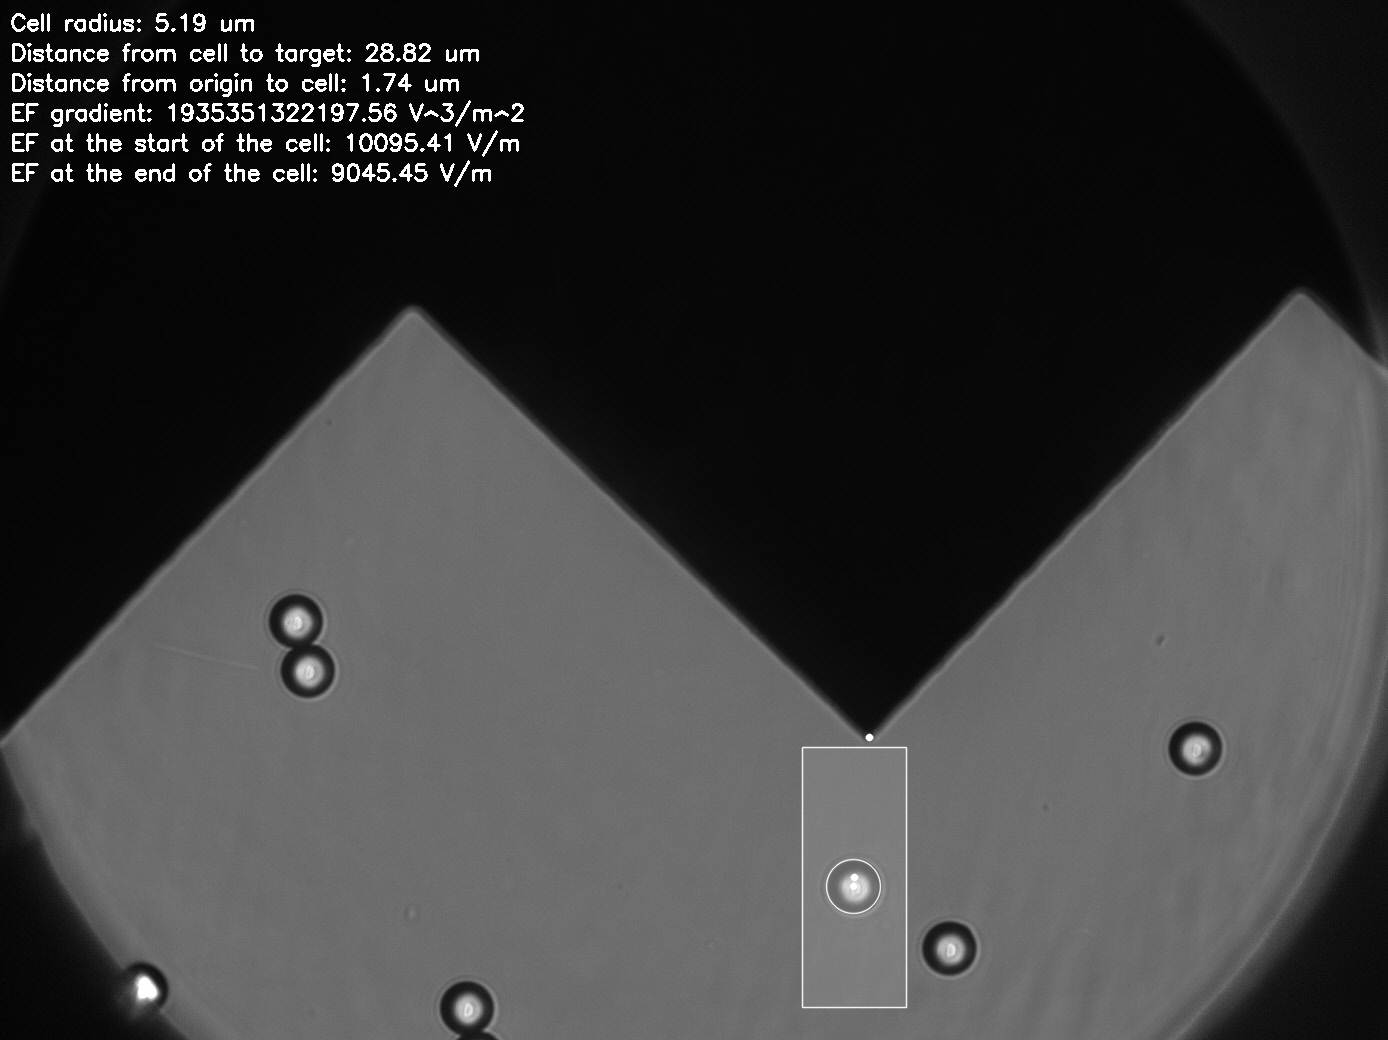 Cell radius: 5.19 um
Distance from cell to target: 28.82 um
Distance from origin to cell: 1.74 um
EF gradient: 1935351322197.56 V^3/m^2
EF at the start of the cell: 10095.41 V/m
EF at the end of the cell: 9045.45 V/m